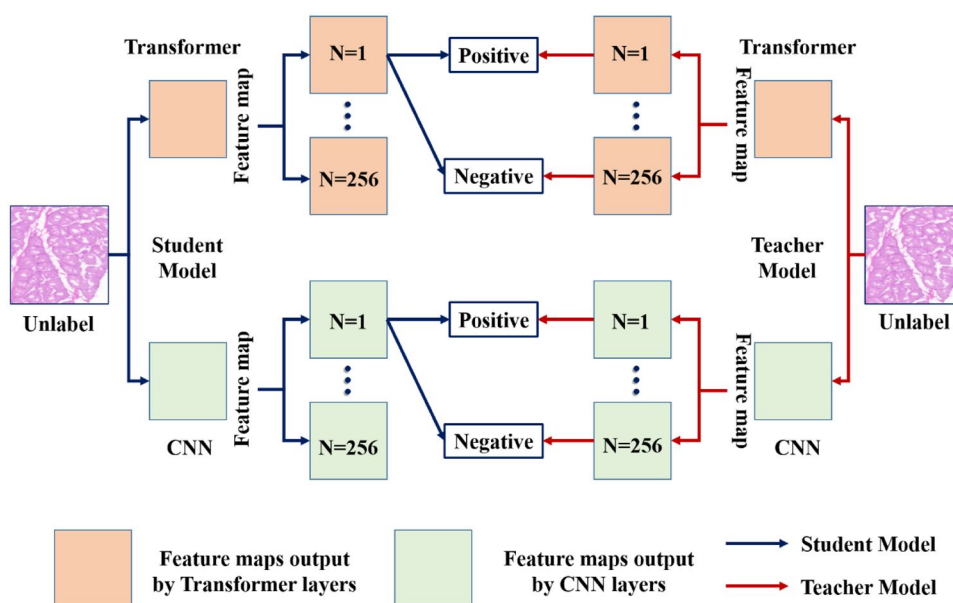 Transformer
Transformer
N=1
Positive
N=1
Feature map
Feature map
N=256
Negative
N=256
Student
Model
Teacher
Model
Unlabel
Unlabel
N=1
Positive
N=1
Feature map
Feature map
CNN
N=256
Negative
N=256
CNN
Feature maps output
by Transformer layers
Feature maps output
by CNN layers
Student Model
Teacher Model